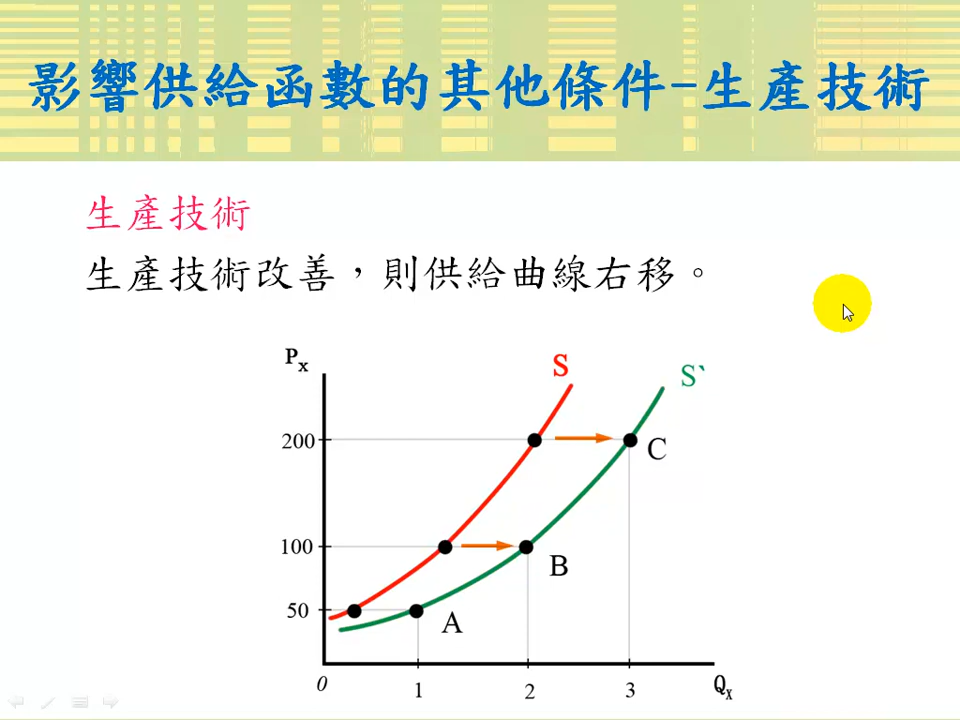 影響供給函數的其他條件-生產技術
生產技術
生產技術改善，則供給曲線右移。
Px
S
S`
200
C
100
B
50
A
0
1
2
3
Qx